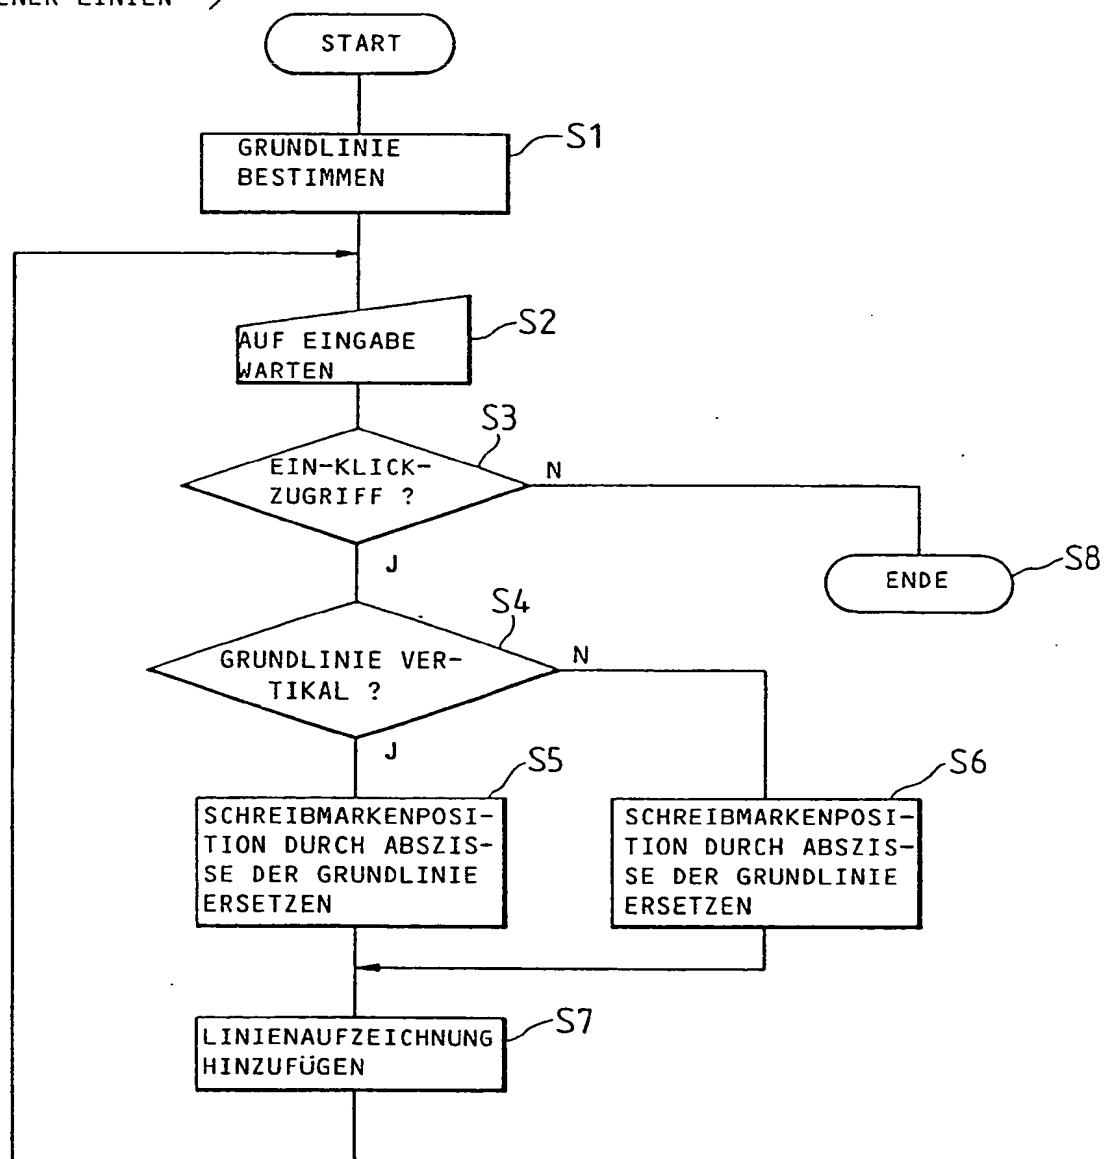 ENER LINIEN
START
GRUNDLINIE
BESTIMMEN
S1
AUF EINGABE
WARTEN
S2
S3
EIN-KLICK-
ZUGRIFF ?
N
J
ENDE
S8
S4
GRUNDLINIE VER-
TIKAL ?
N
J
S5
SCHREIBMARKENPOSI-
TION DURCH ABSZIS-
SE DER GRUNDLINIE
ERSETZEN
S6
SCHREIBMARKENPOSI-
TION DURCH ABSZIS-
SE DER GRUNDLINIE
ERSETZEN
LINIENAUFZEICHNUNG
HINZUFÜGEN
S7